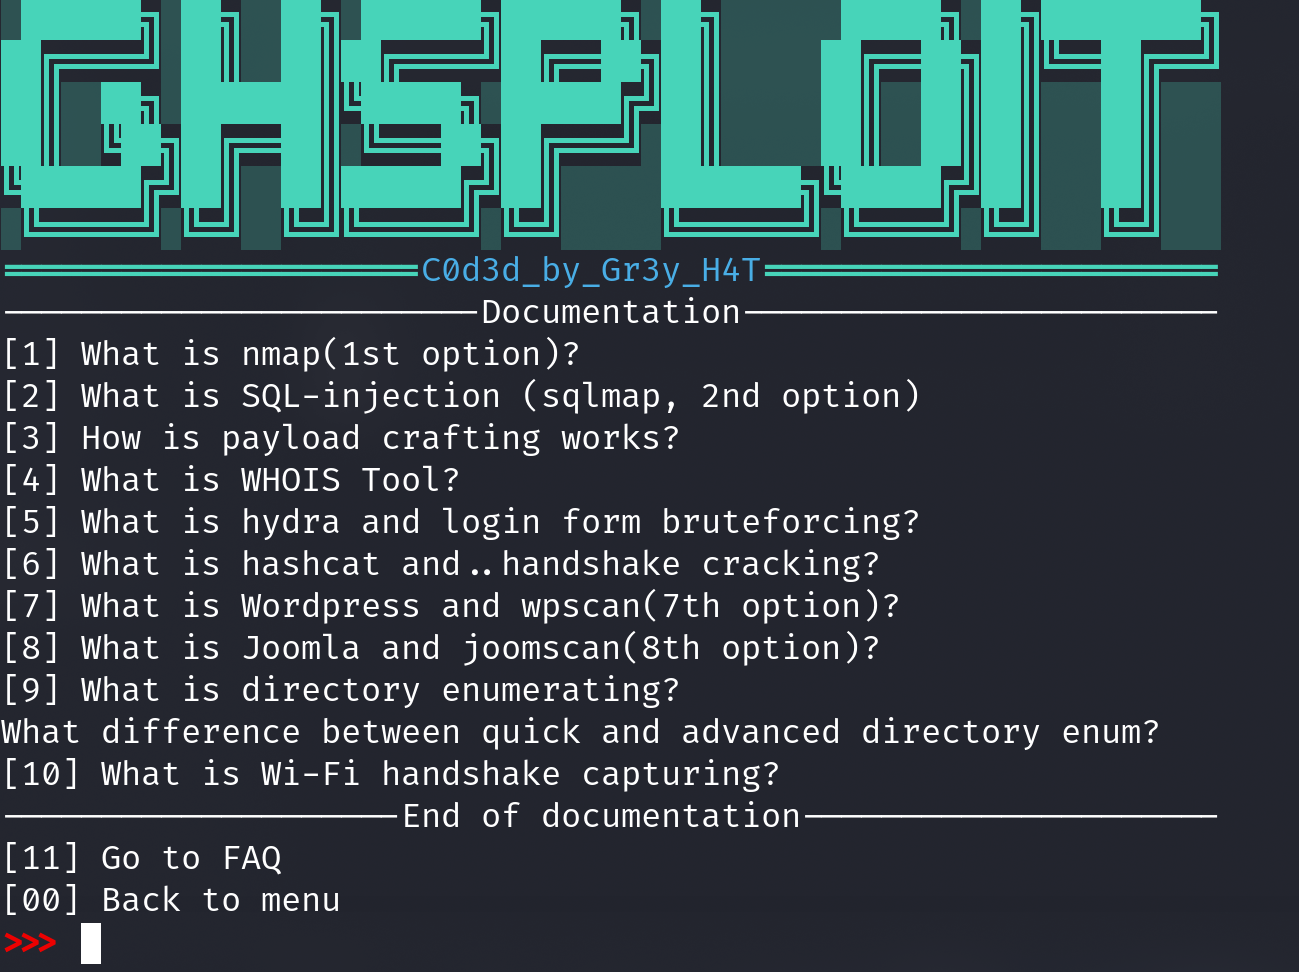 GHSPLOIT
C0d3d_by_Gr3y_H4T
Documentation
[1] What is nmap(1st option)?
[2] What is SQL-injection (sqlmap, 2nd option)
[3] How is payload crafting works?
[4] What is WHOIS Tool?
[5] What is hydra and login form bruteforcing?
[6] What is hashcat and..handshake cracking?
[7] What is Wordpress and wpscan(7th option)?
[8] What is Joomla and joomscan(8th option)?
[9] What is directory enumerating?
What difference between quick and advanced directory enum?
[10] What is Wi-Fi handshake capturing?
End of documentation
[11] Go to FAQ
[00] Back to menu
>>>